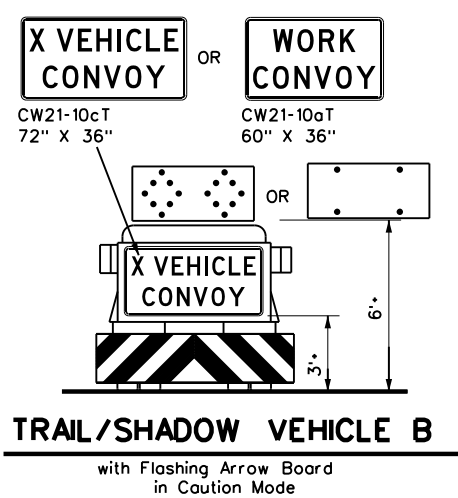 X VEHICLE
CONVOY
OR
WORK
CONVOY
CW21-10cT
72" X 36"
CW21-10aT
60" X 36"
OR
X VEHICLE
CONVOY
6'±
3'±
TRAIL/SHADOW VEHICLE B
with Flashing Arrow Board
in Caution Mode